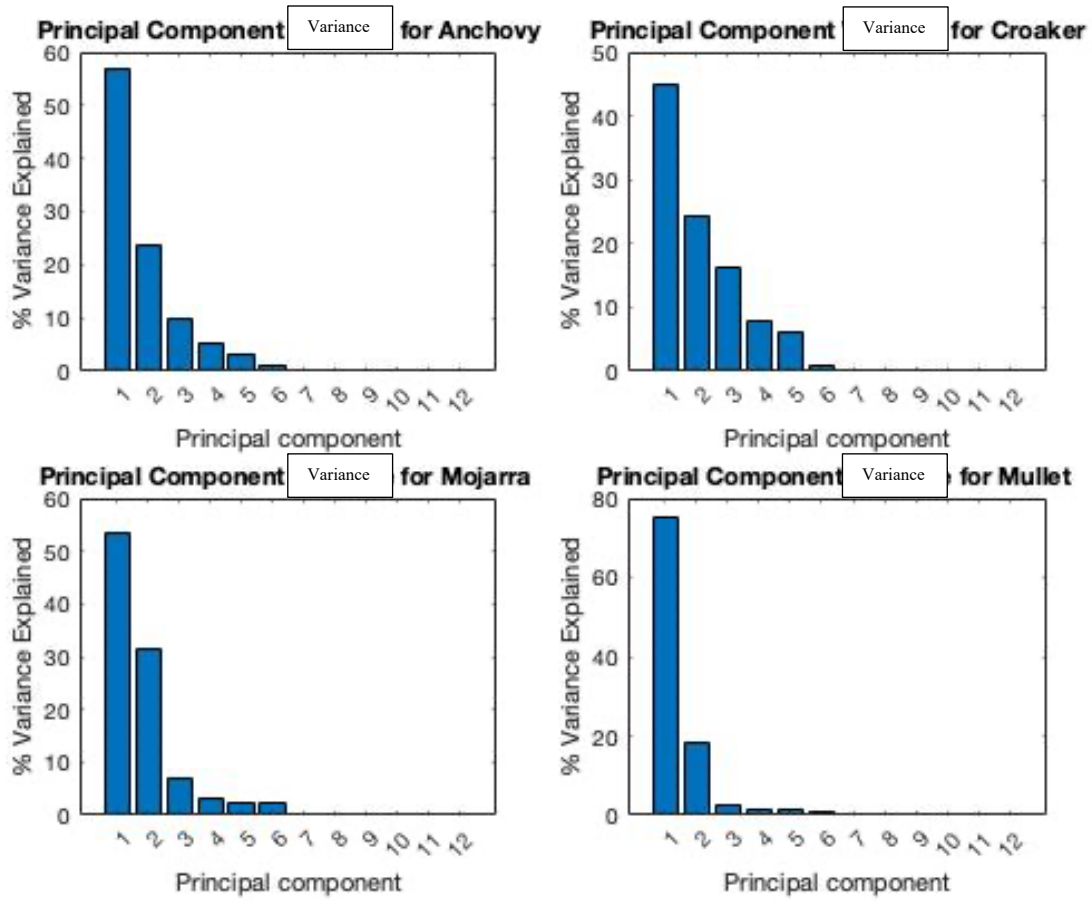 Principal Component Variance for Anchovy
60
50
40
30
20
10
0
% Variance Explained
1 2 3 4 5 6 7 8 9 10 11 12
Principal component
Principal Component Variance for Croaker
50
40
30
20
10
0
% Variance Explained
1 2 3 4 5 6 7 8 9 10 11 12
Principal component
Principal Component Variance for Mojarra
60
50
40
30
20
10
0
% Variance Explained
1 2 3 4 5 6 7 8 9 10 11 12
Principal component
Principal Component Variance for Mullet
80
60
40
20
0
% Variance Explained
1 2 3 4 5 6 7 8 9 10 11 12
Principal component